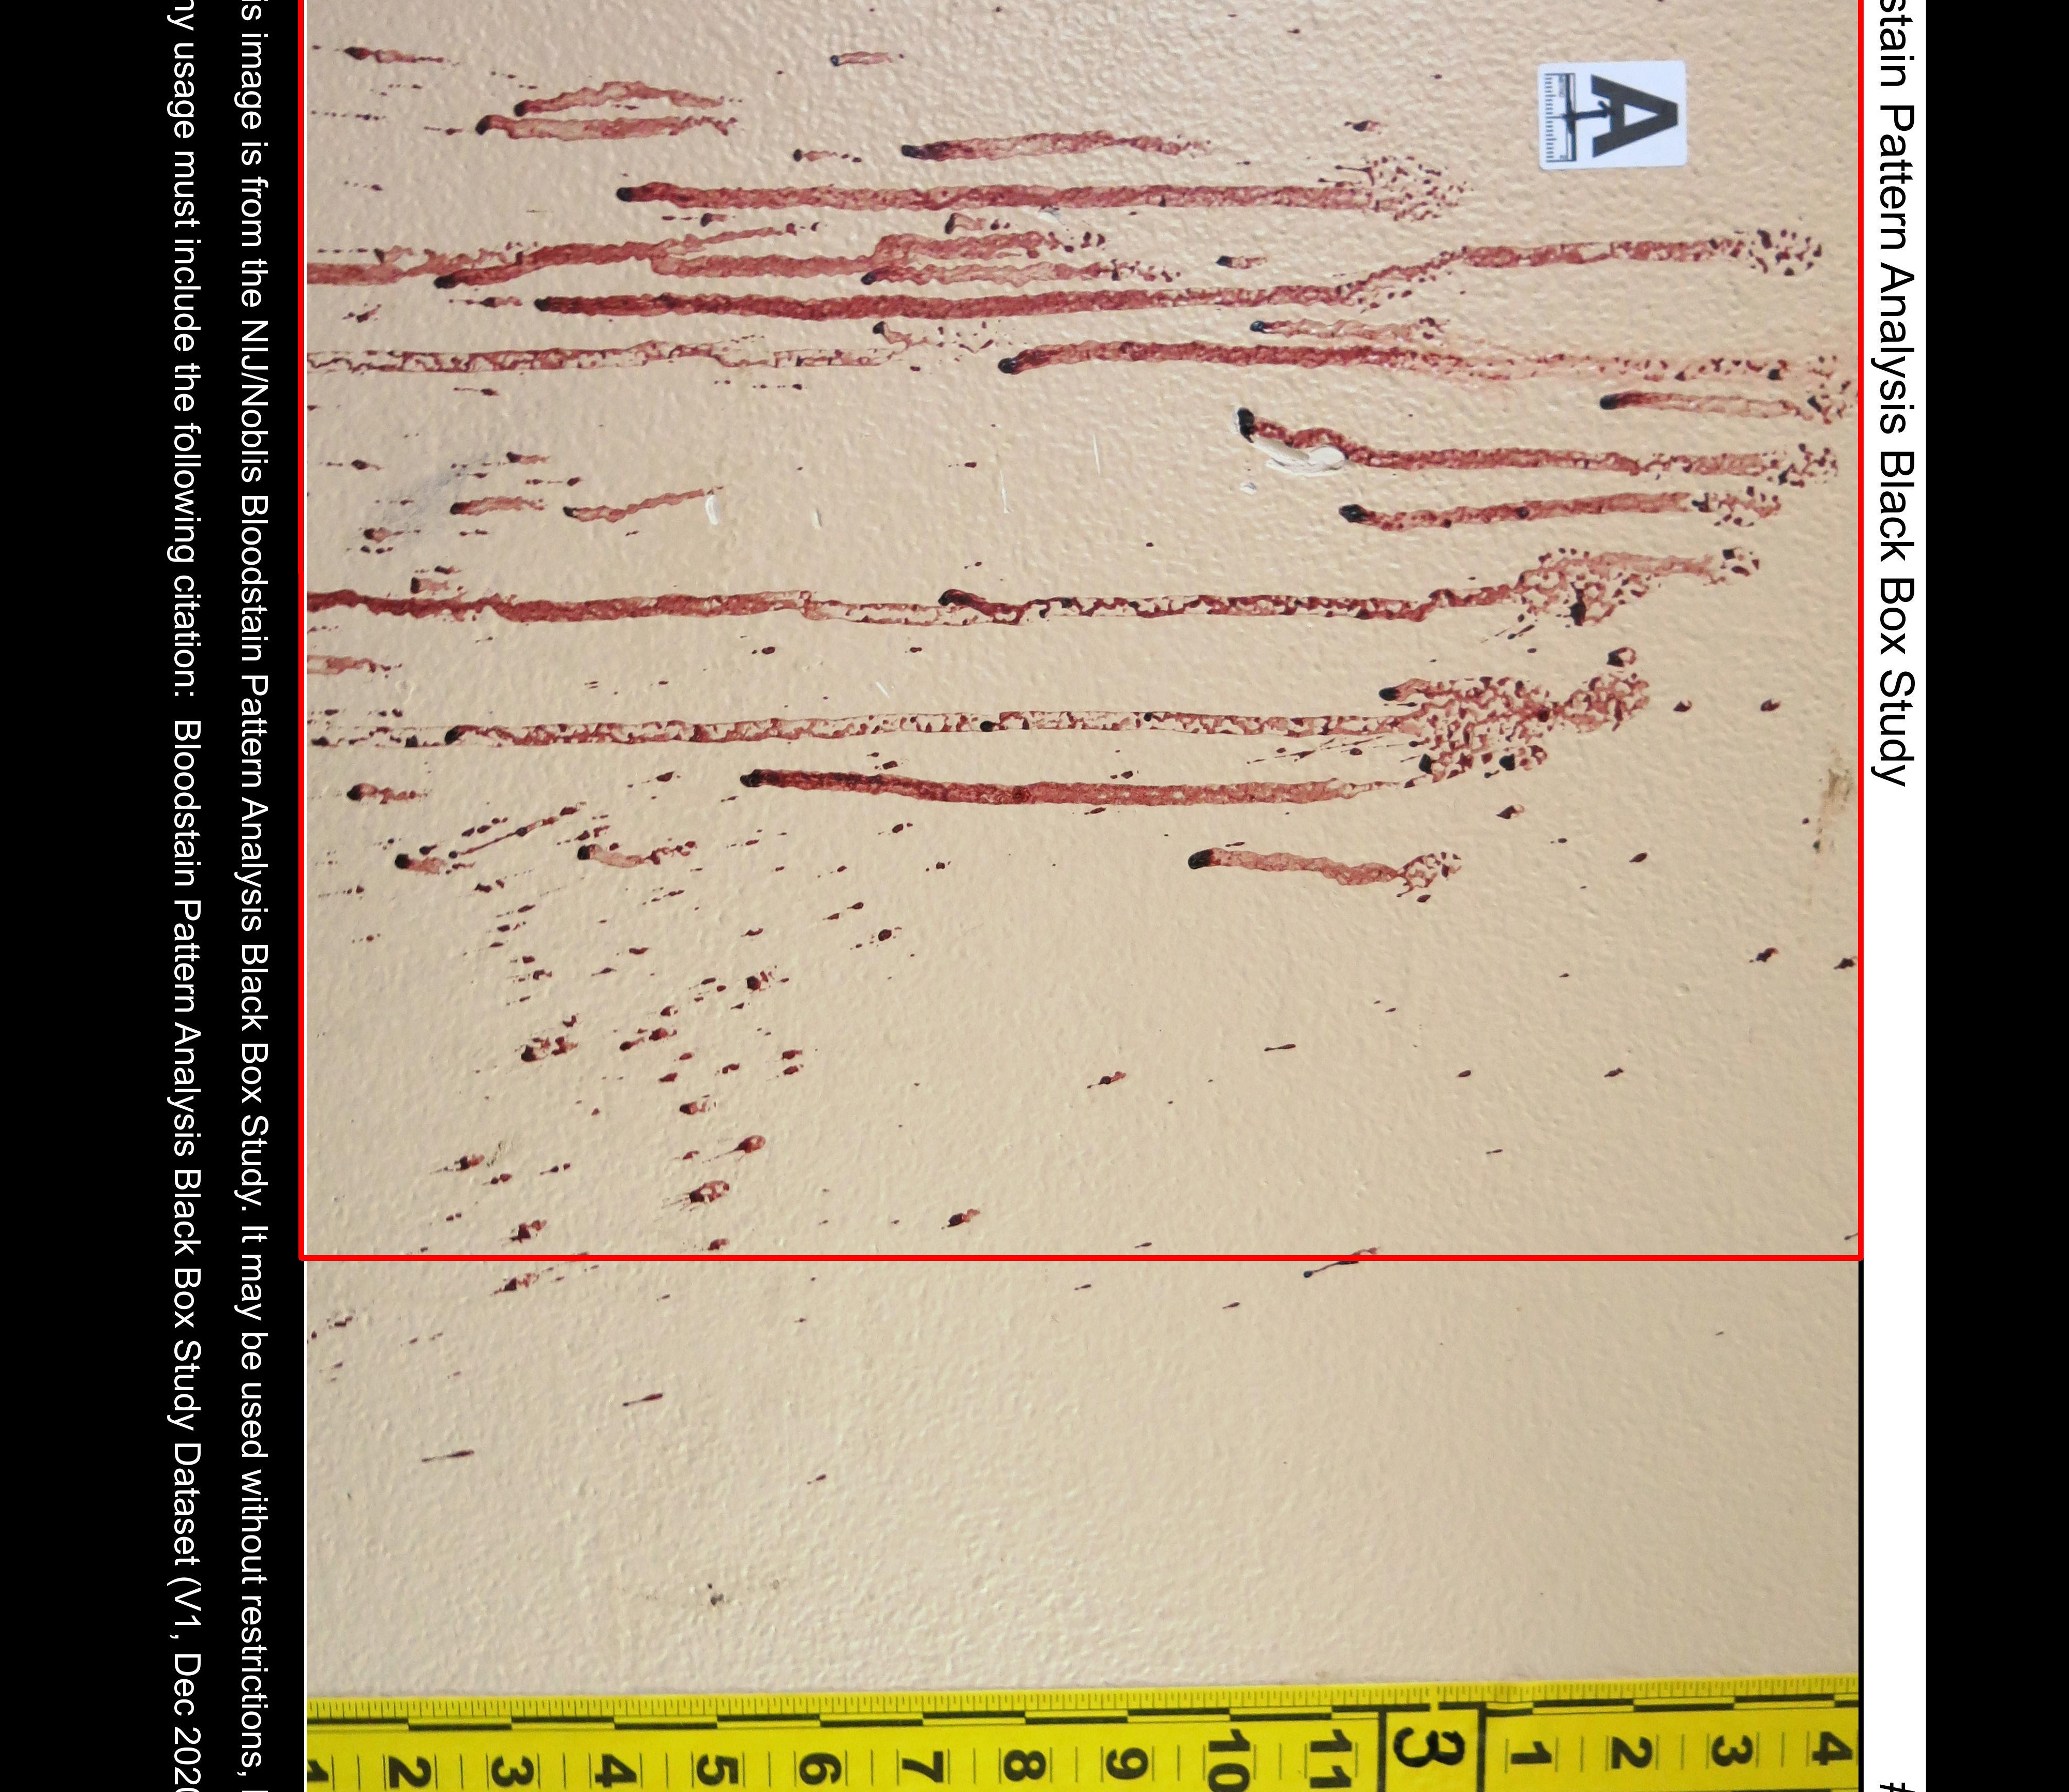 stain Pattern Analysis Black Box Study
A
is image is from the NIJ/Noblis Bloodstain Pattern Analysis Black Box Study. It may be used without restrictions,
ny usage must include the following citation: Bloodstain Pattern Analysis Black Box Study Dataset (V1, Dec 2020
1 2 3 4 5 6 7 8 9 10 11 3 1 2 3 4